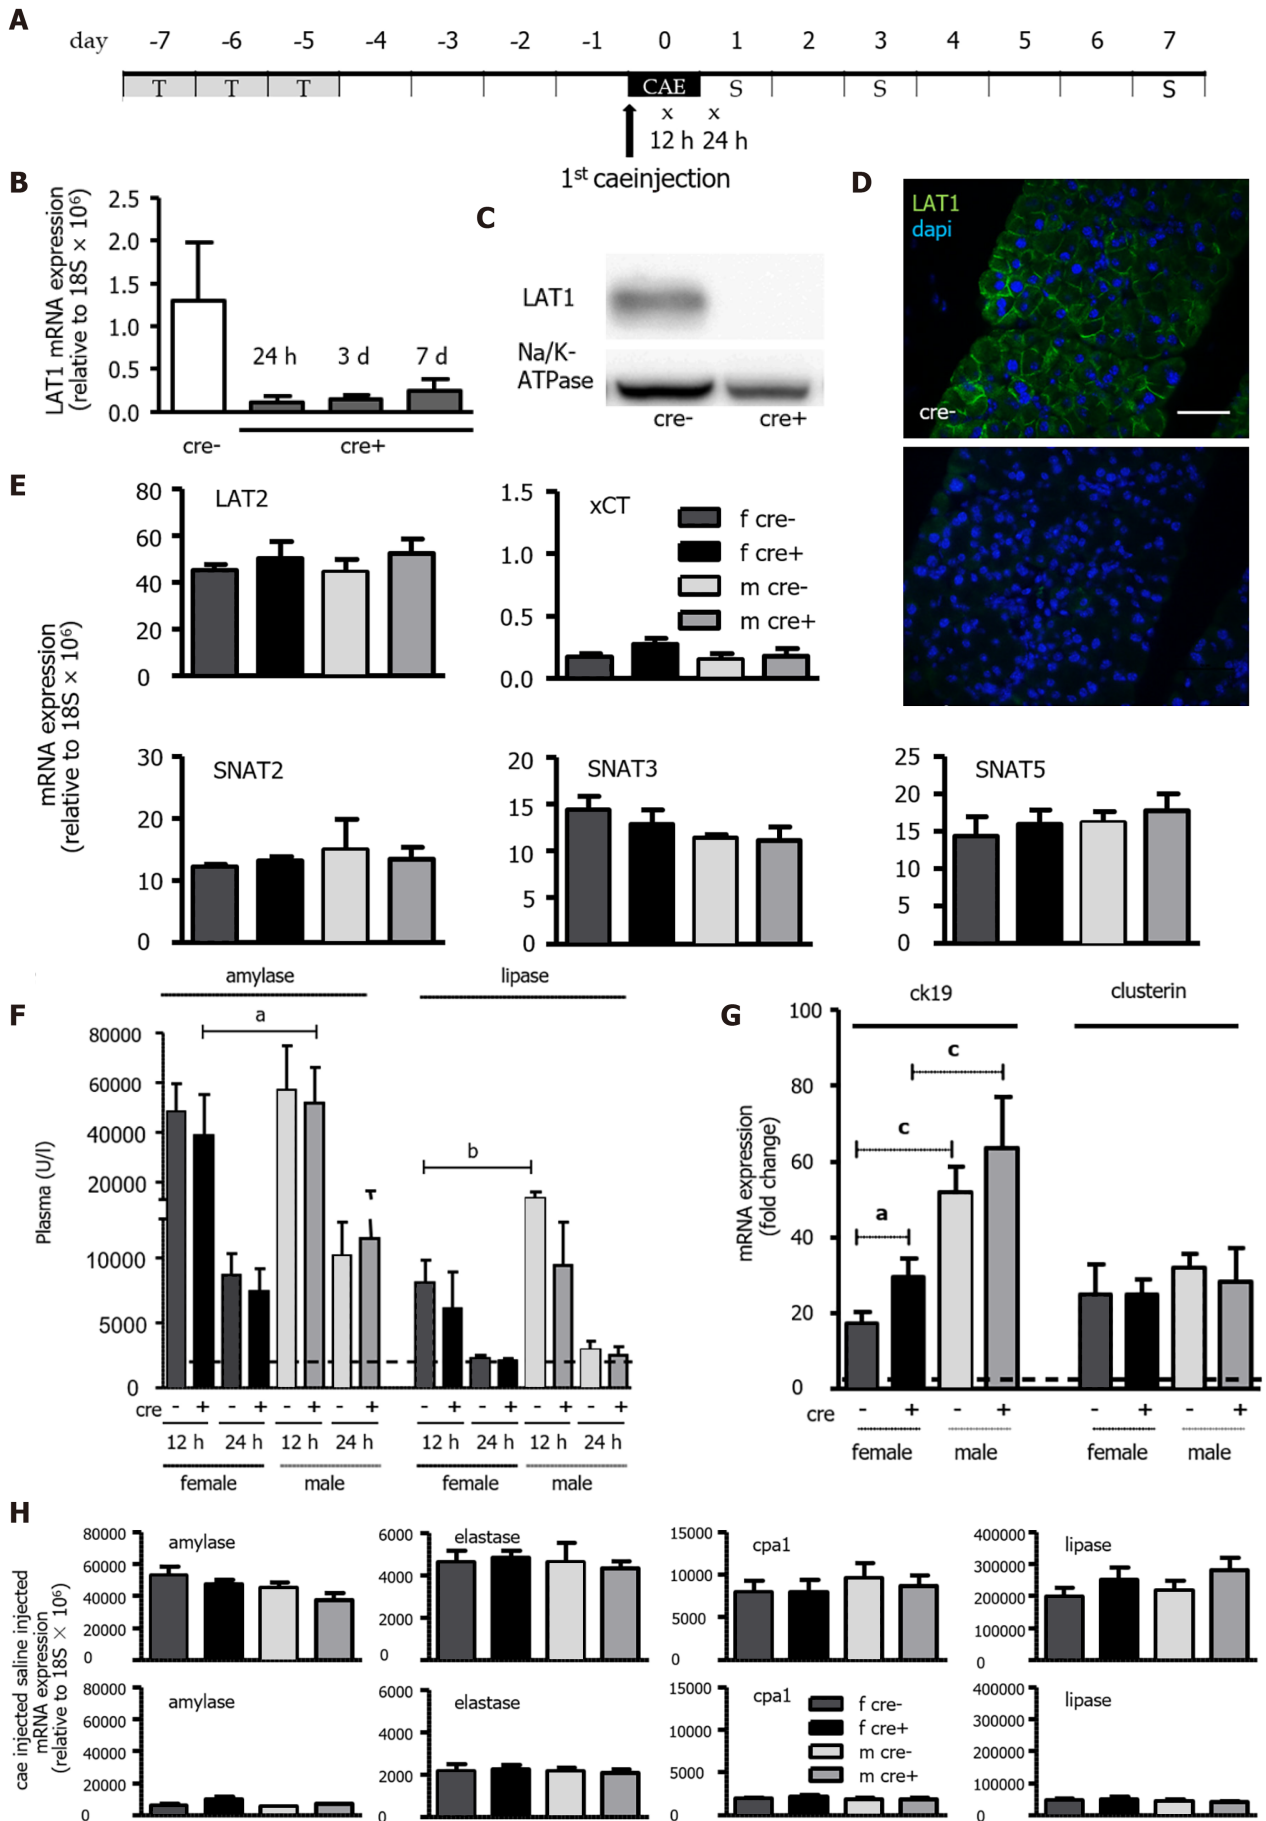 A
day -7 -6 -5 -4 -3 -2 -1 0 1 2 3 4 5 6 7
T T T CAE S S S
x x
12 h 24 h
1st caeinjection
B
LAT1 mRNA expression
(relative to 18S × 10⁶)
2.5
2.0
1.5
1.0
0.5
0.0
24 h 3 d 7 d
cre- cre+
C
LAT1
Na/K-
ATPase
cre- cre+
D
LAT1
dapi
cre-
E
mRNA expression
(relative to 18S × 10⁶)
LAT2
80
60
40
20
0
xCT
1.5
1.0
0.5
0.0
f cre-
f cre+
m cre-
m cre+
SNAT2
30
20
10
0
SNAT3
20
15
10
5
0
SNAT5
25
20
15
10
5
0
F
amylase lipase
Plasma (U/l)
80000
60000
40000
20000
10000
5000
0
a
b
cre - + - + - + - + - + - + - + - +
12 h 24 h 12 h 24 h 12 h 24 h 12 h 24 h
female male female male
G
ck19 clusterin
mRNA expression
(fold change)
100
80
60
40
20
0
c
c
a
cre - + - + - + - +
female male female male
H
cae injected saline injected
mRNA expression
(relative to 18S × 10⁶)
amylase
80000
60000
40000
20000
0
elastase
6000
4000
2000
0
cpa1
15000
10000
5000
0
lipase
400000
300000
200000
100000
0
amylase
80000
60000
40000
20000
0
elastase
6000
4000
2000
0
cpa1
15000
10000
5000
0
f cre-
f cre+
m cre-
m cre+
lipase
400000
300000
200000
100000
0